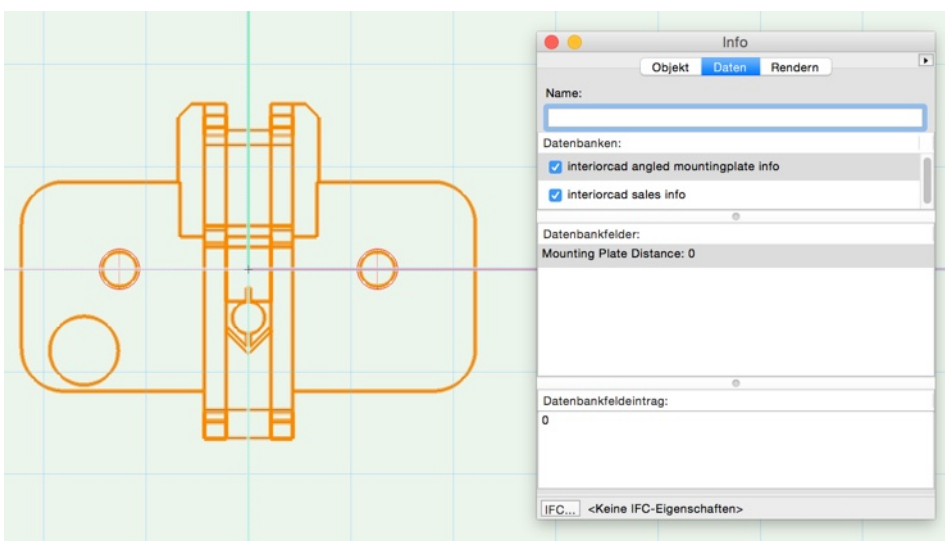 Info
Objekt Daten Rendern
Name:
Datenbanken:
interiorcad angled mountingplate info
interiorcad sales info
Datenbankfelder:
Mounting Plate Distance: 0
Datenbankfeldeintrag:
0
IFC... <Keine IFC-Eigenschaften>